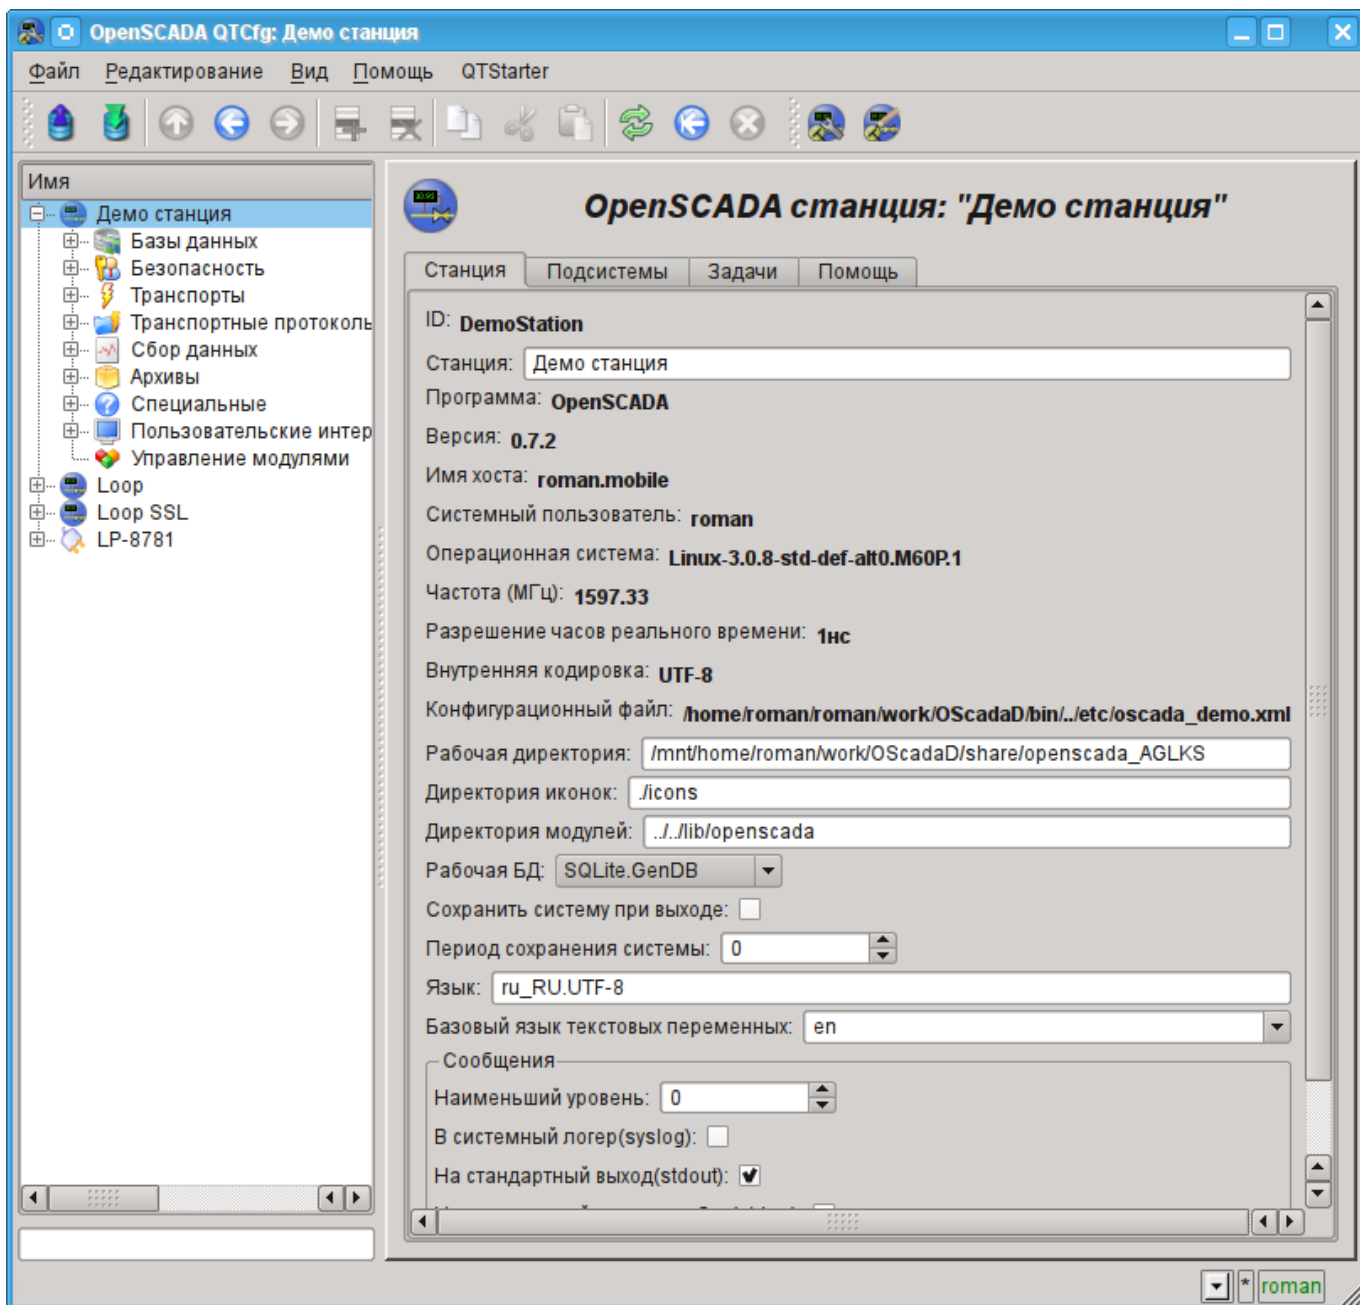 OpenSCADA QTCfg: Демо станция
Файл Редактирование Вид Помощь QTStarter
Имя
Демо станция
Базы данных
Безопасность
Транспорты
Транспортные протоколь
Сбор данных
Архивы
Специальные
Пользовательские интер
Управление модулями
Loop
Loop SSL
LP-8781
OpenSCADA станция: "Демо станция"
Станция Подсистемы Задачи Помощь
ID: DemoStation
Станция: Демо станция
Программа: OpenSCADA
Версия: 0.7.2
Имя хоста: roman.mobile
Системный пользователь: roman
Операционная система: Linux-3.0.8-std-def-alt0.M60P.1
Частота (МГц): 1597.33
Разрешение часов реального времени: 1нс
Внутренняя кодировка: UTF-8
Конфигурационный файл: /home/roman/roman/work/OScadaD/bin/../etc/oscada_demo.xml
Рабочая директория: /mnt/home/roman/work/OScadaD/share/openscada_AGLKS
Директория иконок: ./icons
Директория модулей: ../../lib/openscada
Рабочая БД: SQLite.GenDB
Сохранить систему при выходе:
Период сохранения системы: 0
Язык: ru_RU.UTF-8
Базовый язык текстовых переменных: en
Сообщения
Наименьший уровень: 0
В системный логер(syslog):
На стандартный выход(stdout):
* roman